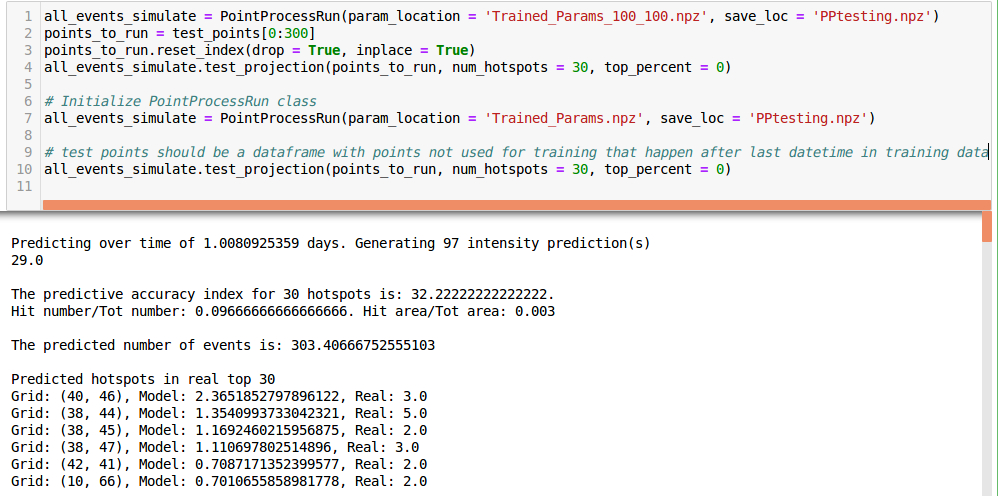 1 all_events_simulate = PointProcessRun(param_location = 'Trained_Params_100_100.npz', save_loc = 'PPtesting.npz')
2 points_to_run = test_points[0:300]
3 points_to_run.reset_index(drop = True, inplace = True)
4 all_events_simulate.test_projection(points_to_run, num_hotspots = 30, top_percent = 0)
5
6 # Initialize PointProcessRun class
7 all_events_simulate = PointProcessRun(param_location = 'Trained_Params.npz', save_loc = 'PPtesting.npz')
8
9 # test points should be a dataframe with points not used for training that happen after last datetime in training data
10 all_events_simulate.test_projection(points_to_run, num_hotspots = 30, top_percent = 0)
11
Predicting over time of 1.0080925359 days. Generating 97 intensity prediction(s)
29.0
The predictive accuracy index for 30 hotspots is: 32.22222222222222.
Hit number/Tot number: 0.09666666666666666. Hit area/Tot area: 0.003
The predicted number of events is: 303.40666752555103
Predicted hotspots in real top 30
Grid: (40, 46), Model: 2.3651852797896122, Real: 3.0
Grid: (38, 44), Model: 1.3540993733042321, Real: 5.0
Grid: (38, 45), Model: 1.1692460215956875, Real: 2.0
Grid: (38, 47), Model: 1.110697802514896, Real: 3.0
Grid: (42, 41), Model: 0.7087171352399577, Real: 2.0
Grid: (10, 66), Model: 0.7010655858981778, Real: 2.0